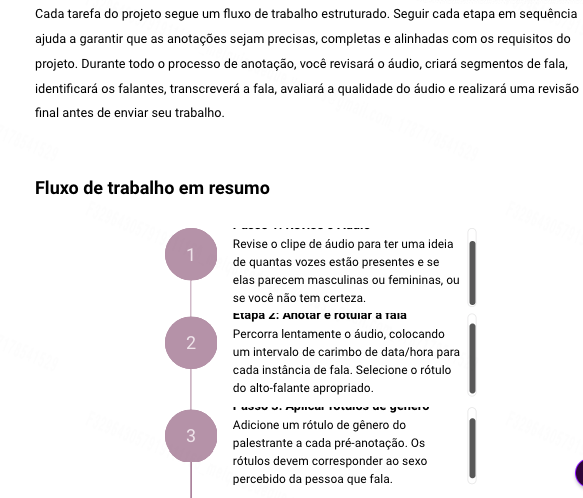 Cada tarefa do projeto segue um fluxo de trabalho estruturado. Seguir cada etapa em sequência
ajuda a garantir que as anotações sejam precisas, completas e alinhadas com os requisitos do
projeto. Durante todo o processo de anotação, você revisará o áudio, criará segmentos de fala,
identificará os falantes, transcreverá a fala, avaliará a qualidade do áudio e realizará uma revisão
final antes de enviar seu trabalho.
Fluxo de trabalho em resumo
1
Revise o clipe de áudio para ter uma ideia
de quantas vozes estão presentes e se
elas parecem masculinas ou femininas, ou
se você não tem certeza.
2
Etapa 2: Anotar e rotular a fala
Percorra lentamente o áudio, colocando
um intervalo de carimbo de data/hora para
cada instância de fala. Selecione o rótulo
do alto-falante apropriado.
3
Passo 3: Aplicar rótulos de gênero
Adicione um rótulo de gênero do
palestrante a cada pré-anotação. Os
rótulos devem corresponder ao sexo
percebido da pessoa que fala.